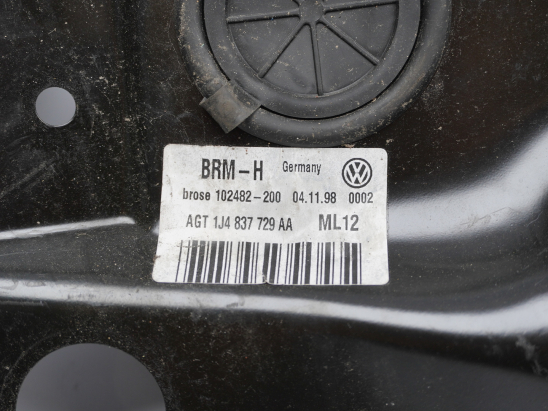 BRM-H Germany
brose 102482-200 04.11.98 0002
AGT 1J4 837 729 AA ML12